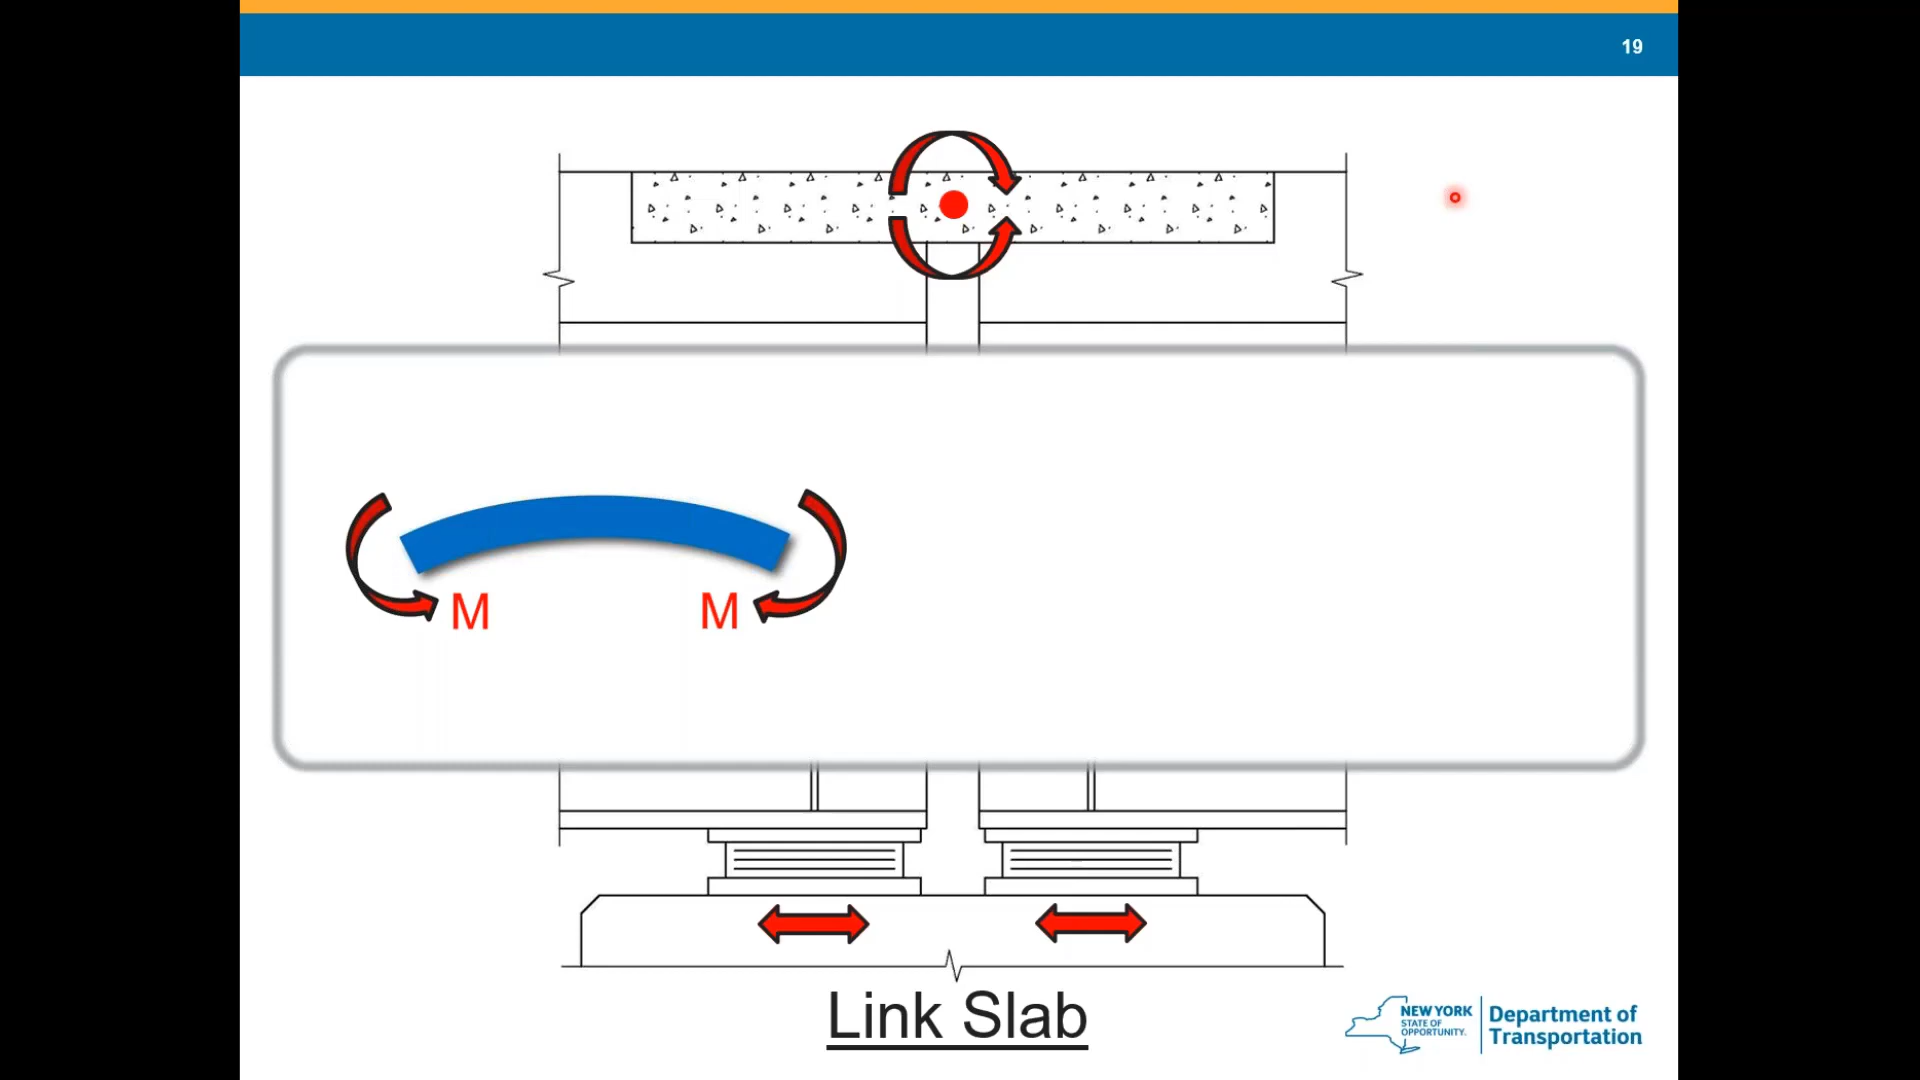 19
M M
Link Slab
NEW YORK
STATE OF
OPPORTUNITY.
Department of
Transportation